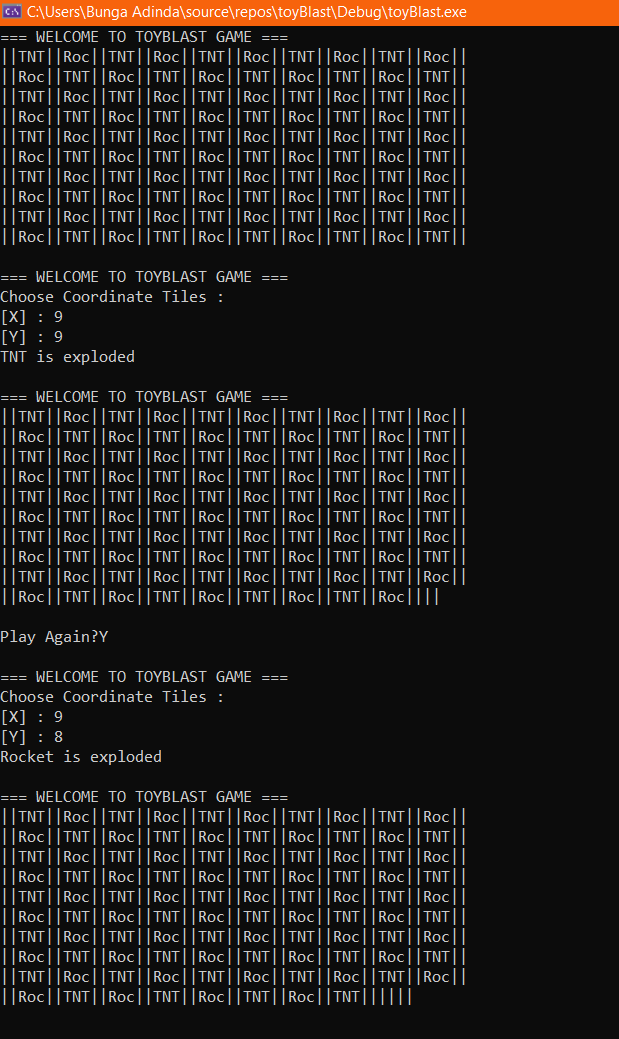 C:\Users\Bunga Adinda\source\repos\toyBlast\Debug\toyBlast.exe
=== WELCOME TO TOYBLAST GAME ===
||TNT||Roc||TNT||Roc||TNT||Roc||TNT||Roc||TNT||Roc||
||Roc||TNT||Roc||TNT||Roc||TNT||Roc||TNT||Roc||TNT||
||TNT||Roc||TNT||Roc||TNT||Roc||TNT||Roc||TNT||Roc||
||Roc||TNT||Roc||TNT||Roc||TNT||Roc||TNT||Roc||TNT||
||TNT||Roc||TNT||Roc||TNT||Roc||TNT||Roc||TNT||Roc||
||Roc||TNT||Roc||TNT||Roc||TNT||Roc||TNT||Roc||TNT||
||TNT||Roc||TNT||Roc||TNT||Roc||TNT||Roc||TNT||Roc||
||Roc||TNT||Roc||TNT||Roc||TNT||Roc||TNT||Roc||TNT||
||TNT||Roc||TNT||Roc||TNT||Roc||TNT||Roc||TNT||Roc||
||Roc||TNT||Roc||TNT||Roc||TNT||Roc||TNT||Roc||TNT||
=== WELCOME TO TOYBLAST GAME ===
Choose Coordinate Tiles :
[X] : 9
[Y] : 9
TNT is exploded
=== WELCOME TO TOYBLAST GAME ===
||TNT||Roc||TNT||Roc||TNT||Roc||TNT||Roc||TNT||Roc||
||Roc||TNT||Roc||TNT||Roc||TNT||Roc||TNT||Roc||TNT||
||TNT||Roc||TNT||Roc||TNT||Roc||TNT||Roc||TNT||Roc||
||Roc||TNT||Roc||TNT||Roc||TNT||Roc||TNT||Roc||TNT||
||TNT||Roc||TNT||Roc||TNT||Roc||TNT||Roc||TNT||Roc||
||Roc||TNT||Roc||TNT||Roc||TNT||Roc||TNT||Roc||TNT||
||TNT||Roc||TNT||Roc||TNT||Roc||TNT||Roc||TNT||Roc||
||Roc||TNT||Roc||TNT||Roc||TNT||Roc||TNT||Roc||TNT||
||TNT||Roc||TNT||Roc||TNT||Roc||TNT||Roc||TNT||Roc||
||Roc||TNT||Roc||TNT||Roc||TNT||Roc||TNT||Roc||||
Play Again?Y
=== WELCOME TO TOYBLAST GAME ===
Choose Coordinate Tiles :
[X] : 9
[Y] : 8
Rocket is exploded
=== WELCOME TO TOYBLAST GAME ===
||TNT||Roc||TNT||Roc||TNT||Roc||TNT||Roc||TNT||Roc||
||Roc||TNT||Roc||TNT||Roc||TNT||Roc||TNT||Roc||TNT||
||TNT||Roc||TNT||Roc||TNT||Roc||TNT||Roc||TNT||Roc||
||Roc||TNT||Roc||TNT||Roc||TNT||Roc||TNT||Roc||TNT||
||TNT||Roc||TNT||Roc||TNT||Roc||TNT||Roc||TNT||Roc||
||Roc||TNT||Roc||TNT||Roc||TNT||Roc||TNT||Roc||TNT||
||TNT||Roc||TNT||Roc||TNT||Roc||TNT||Roc||TNT||Roc||
||Roc||TNT||Roc||TNT||Roc||TNT||Roc||TNT||Roc||TNT||
||TNT||Roc||TNT||Roc||TNT||Roc||TNT||Roc||TNT||Roc||
||Roc||TNT||Roc||TNT||Roc||TNT||Roc||TNT||||||